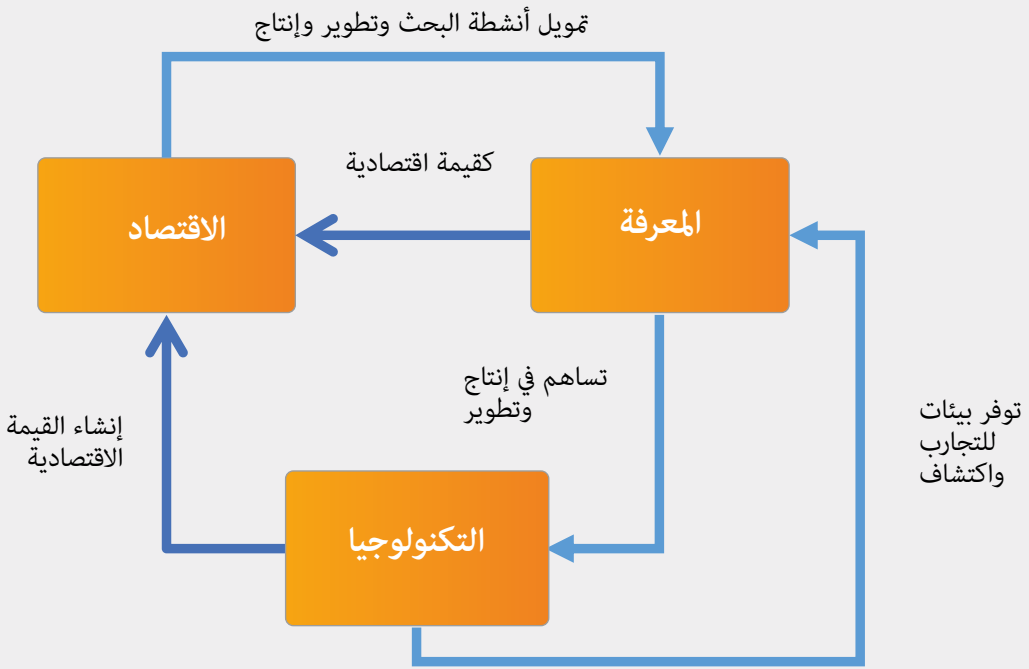 تمويل أنشطة البحث وتطوير وإنتاج
كقيمة اقتصادية
المعرفة
الاقتصاد
تساهم في إنتاج
وتطوير
توفر بيئات
للتجارب
واكتشاف
إنشاء القيمة
الاقتصادية
التكنولوجيا